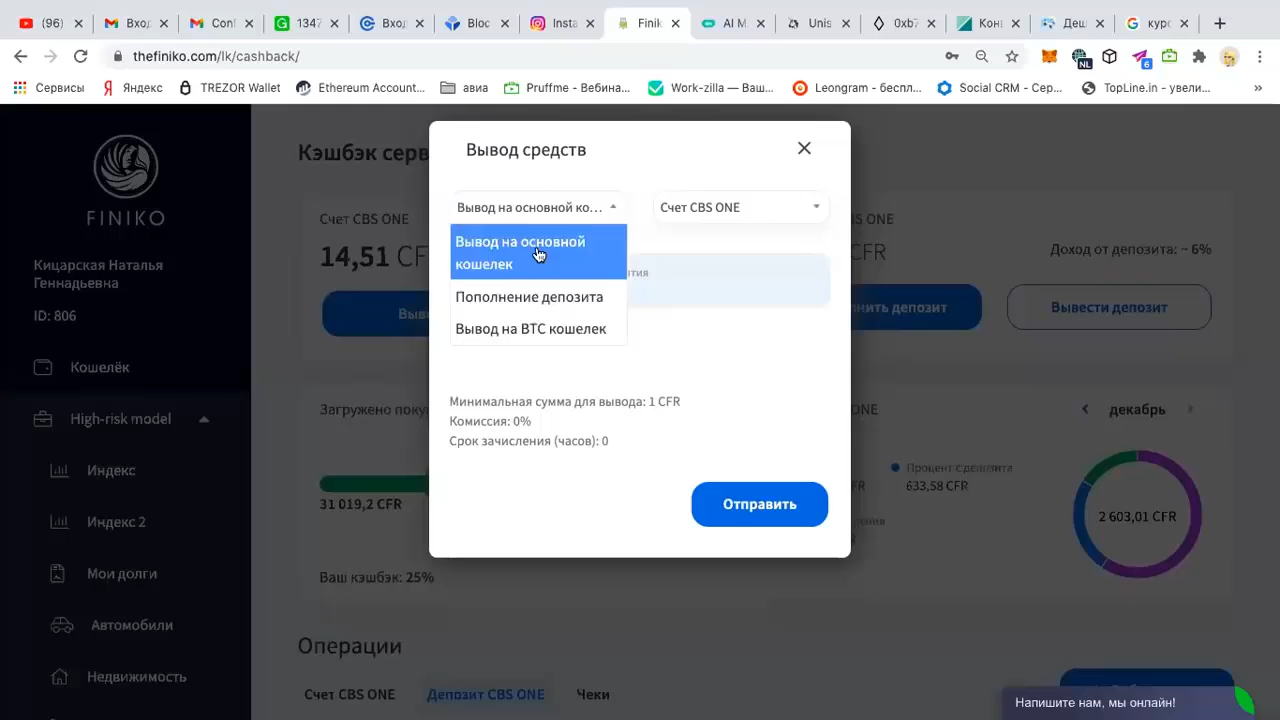 (96)
Вход
Conf
1347
Вход
Bloc
Insta
Finik
AI M
Unis
0xb7
Конц
Деш
курс
thefiniko.com/lk/cashback/
NL
6
Сервисы
Яндекс
TREZOR Wallet
Ethereum Account...
авиа
Pruffme - Вебина...
Work-zilla — Ваш...
Leongram - беспл...
Social CRM - Сер...
TopLine.in - увели...
»
FINIKO
Кицарская Наталья
Геннадьевна
ID: 806
Кошелёк
High-risk model
Индекс
Индекс 2
Мои долги
Автомобили
Недвижимость
Кэшбэк серв
Счет CBS ONE
14,51 CF
Выв
Вывод средств
Вывод на основной ко...
Счет CBS ONE
Вывод на основной
кошелек
Пополнение депозита
Вывод на BTC кошелек
ытия
Минимальная сумма для вывода: 1 CFR
Комиссия: 0%
Срок зачисления (часов): 0
Отправить
S ONE
CFR
Доход от депозита: ~ 6%
лнить депозит
Вывести депозит
Загружено поку
31 019,2 CFR
Ваш кэшбэк: 25%
ONE
декабрь
Процент с депозита
633,58 CFR
FR
2 603,01 CFR
Операции
Счет CBS ONE
Депозит CBS ONE
Чеки
Напишите нам, мы онлайн!